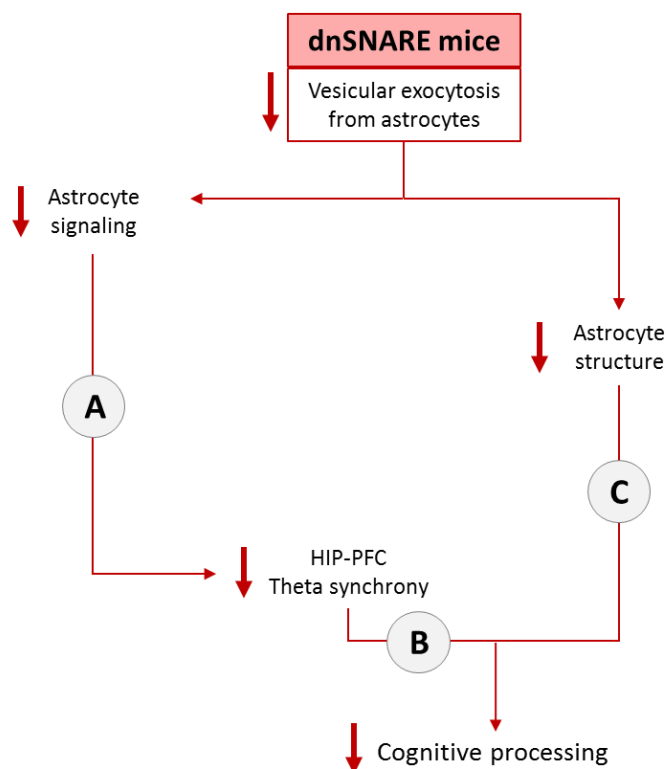 dnSNARE mice
Vesicular exocytosis
from astrocytes
Astrocyte
signaling
Astrocyte
structure
A
C
HIP-PFC
Theta synchrony
B
Cognitive processing